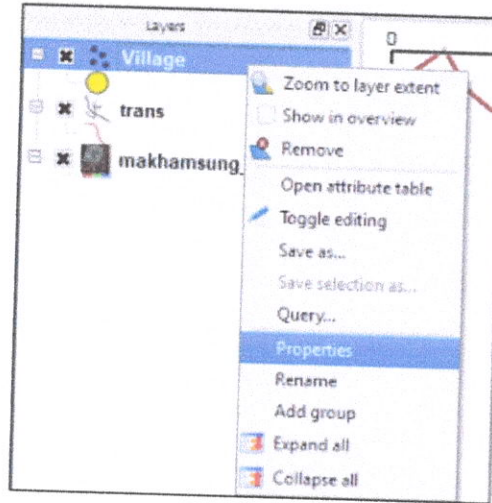 Layers
0
Village
Zoom to layer extent
trans
Show in overview
makhamsung_
Remove
Open attribute table
Toggle editing
Save as...
Save selection as...
Query...
Properties
Rename
Add group
Expand all
Collapse all